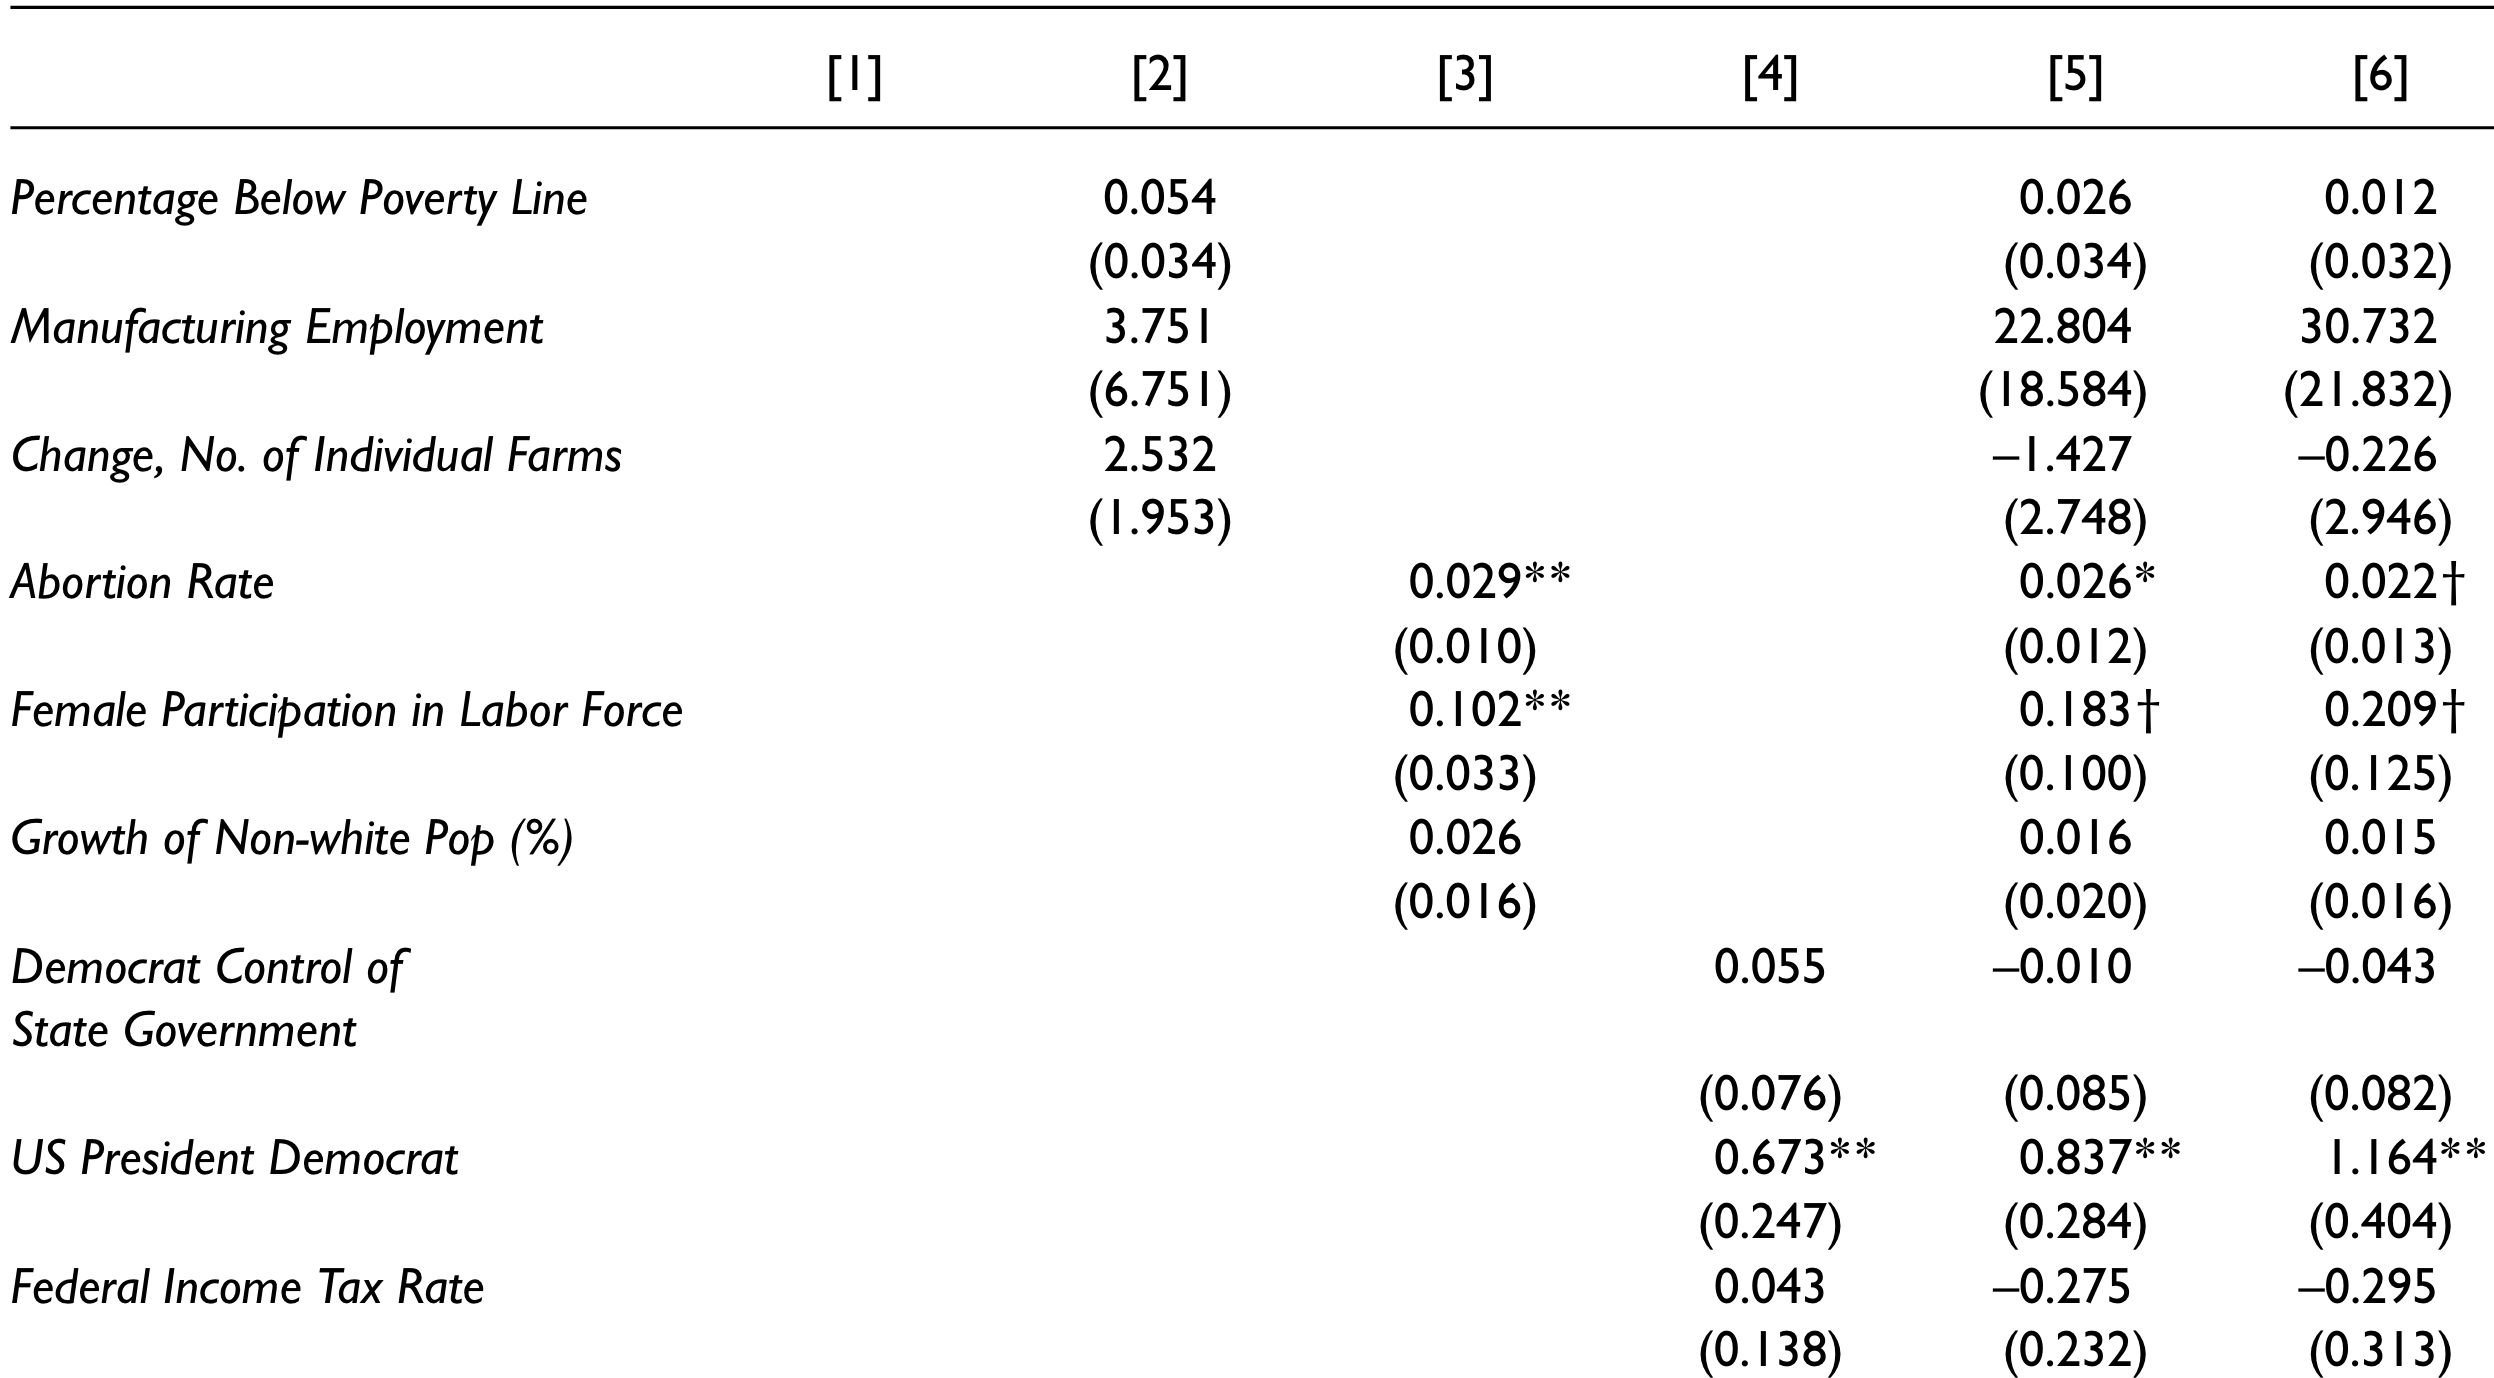 [1] [2] [3] [4] [5] [6]
Percentage Below Poverty Line 0.054 0.026 0.012
(0.034) (0.034) (0.032)
Manufacturing Employment 3.751 22.804 30.732
(6.751) (18.584) (21.832)
Change, No. of Individual Farms 2.532 –1.427 –0.226
(1.953) (2.748) (2.946)
Abortion Rate 0.029** 0.026* 0.022†
(0.010) (0.012) (0.013)
Female Participation in Labor Force 0.102** 0.183† 0.209†
(0.033) (0.100) (0.125)
Growth of Non-white Pop (%) 0.026 0.016 0.015
(0.016) (0.020) (0.016)
Democrat Control of 0.055 –0.010 –0.043
State Government
(0.076) (0.085) (0.082)
US President Democrat 0.673** 0.837** 1.164**
(0.247) (0.284) (0.404)
Federal Income Tax Rate 0.043 –0.275 –0.295
(0.138) (0.232) (0.313)